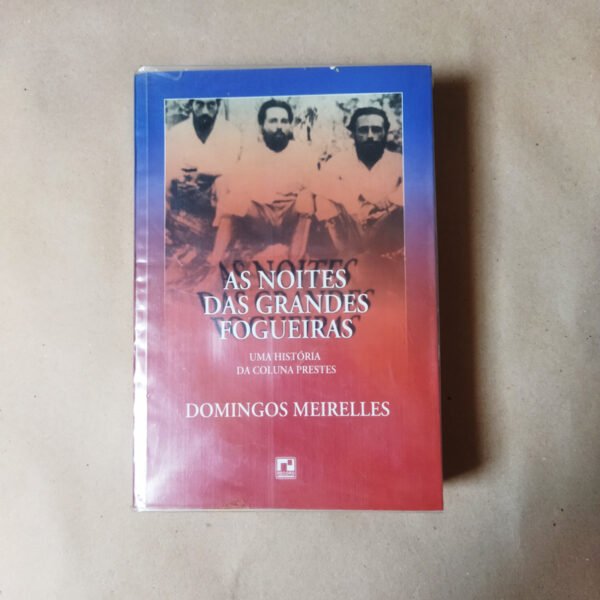 AS NOITES
DAS GRANDES
FOGUEIRAS
UMA HISTÓRIA
DA COLUNA PRESTES
DOMINGOS MEIRELLES